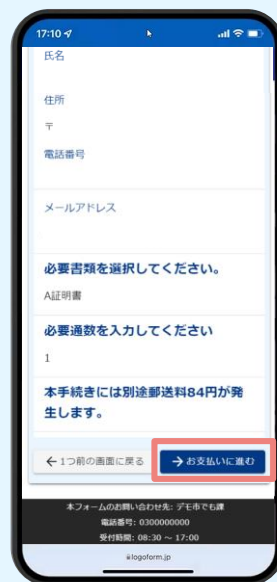 17:10
氏名
住所
〒
電話番号
メールアドレス
必要書類を選択してください。
A証明書
必要通数を入力してください
1
本手続きには別途郵送料84円が発
生します。
←1つ前の画面に戻る
→お支払いに進む
本フォームのお問い合わせ先: デモ市でも課
電話番号: 0300000000
受付時間: 08:30 ～ 17:00
logoform.jp